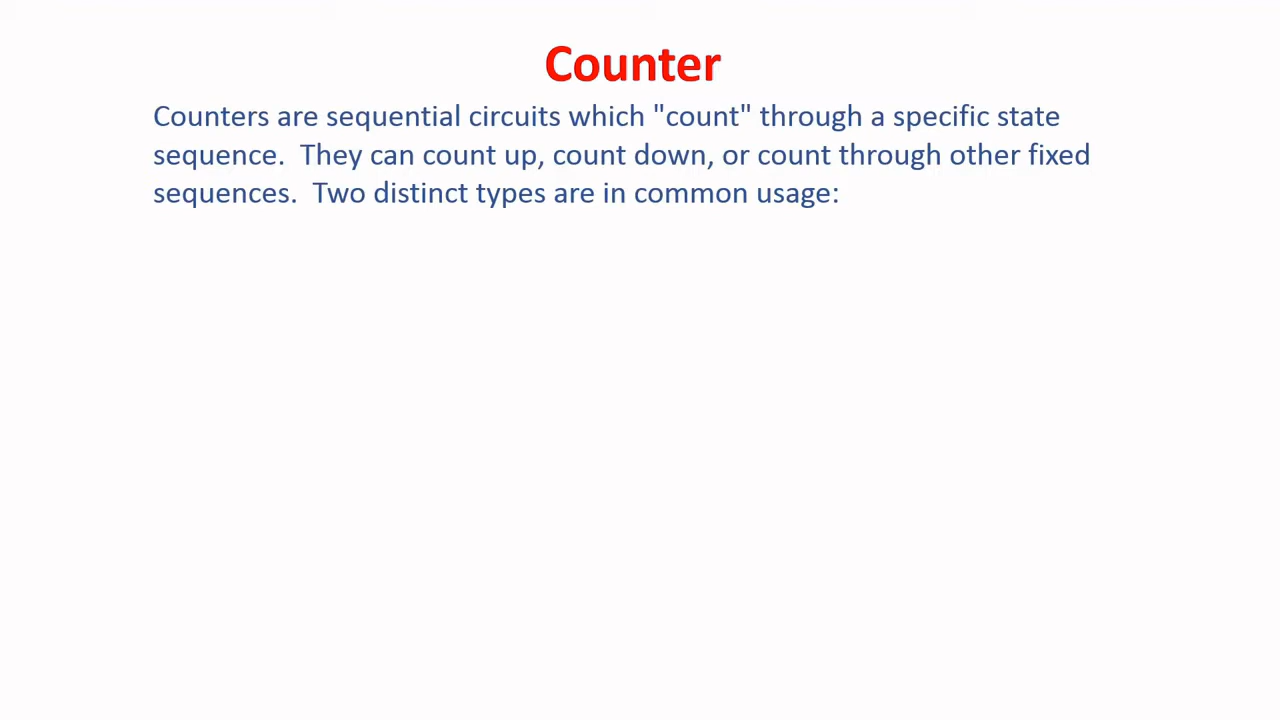 Counter
Counters are sequential circuits which "count" through a specific state
sequence.  They can count up, count down, or count through other fixed
sequences.  Two distinct types are in common usage: